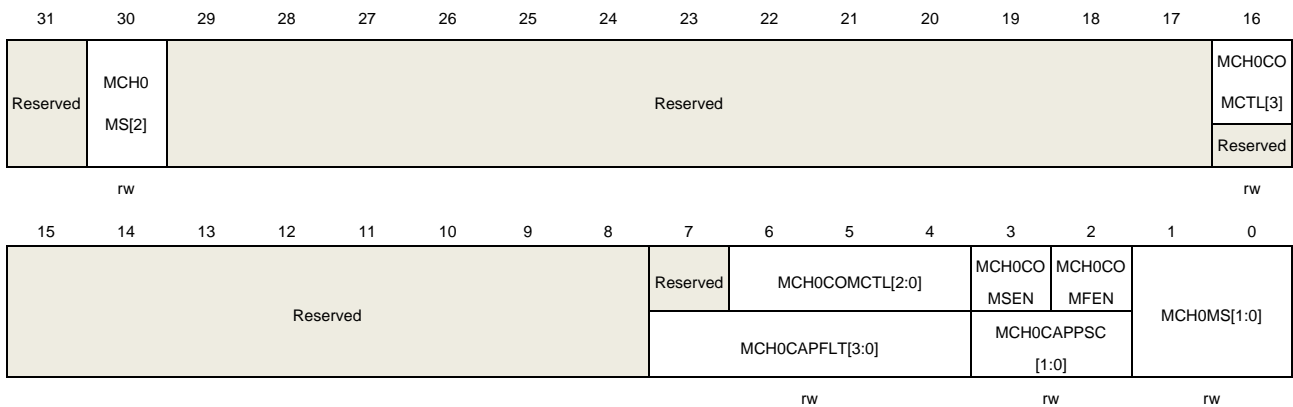 31 30 29 28 27 26 25 24 23 22 21 20 19 18 17 16
Reserved
MCH0
MS[2]
Reserved
MCH0CO
MCTL[3]
Reserved
rw rw
15 14 13 12 11 10 9 8 7 6 5 4 3 2 1 0
Reserved
Reserved
MCH0COMCTL[2:0]
MCH0CO
MSEN
MCH0CO
MFEN
MCH0MS[1:0]
MCH0CAPFLT[3:0]
MCH0CAPPSC
[1:0]
rw rw rw